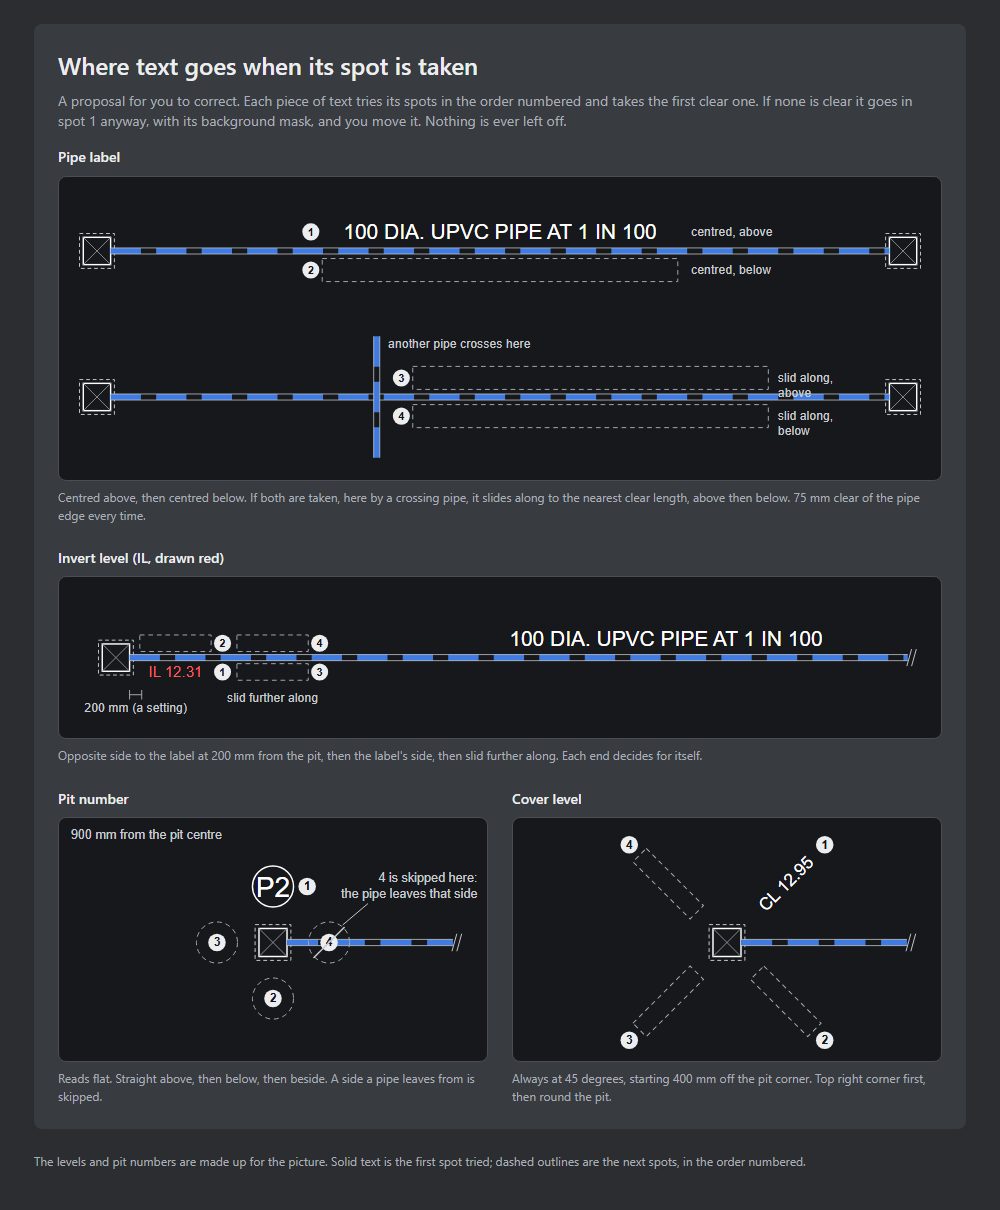 Where text goes when its spot is taken
A proposal for you to correct. Each piece of text tries its spots in the order numbered and takes the first clear one. If none is clear it goes in
spot 1 anyway, with its background mask, and you move it. Nothing is ever left off.
Pipe label
1 100 DIA. UPVC PIPE AT 1 IN 100 centred, above
2 centred, below
another pipe crosses here
3 slid along,
above
4 slid along,
below
Centred above, then centred below. If both are taken, here by a crossing pipe, it slides along to the nearest clear length, above then below. 75 mm clear of the pipe
edge every time.
Invert level (IL, drawn red)
2 4 100 DIA. UPVC PIPE AT 1 IN 100
IL 12.31 1 3
slid further along
200 mm (a setting)
Opposite side to the label at 200 mm from the pit, then the label's side, then slid further along. Each end decides for itself.
Pit number
900 mm from the pit centre
4 is skipped here:
the pipe leaves that side
P2 1
3 4
2
Reads flat. Straight above, then below, then beside. A side a pipe leaves from is
skipped.
Cover level
4 1
CL 12.95
3 2
Always at 45 degrees, starting 400 mm off the pit corner. Top right corner first,
then round the pit.
The levels and pit numbers are made up for the picture. Solid text is the first spot tried; dashed outlines are the next spots, in the order numbered.